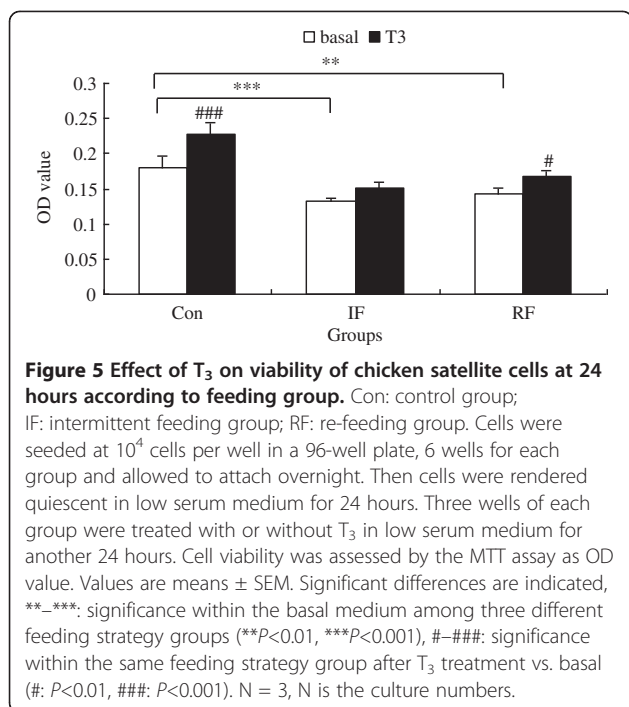 □ basal ■ T3
**
***
0.3
0.25
0.2
0.15
0.1
0.05
0
OD value
###
#
Con IF RF
Groups
Figure 5 Effect of T₃ on viability of chicken satellite cells at 24
hours according to feeding group. Con: control group;
IF: intermittent feeding group; RF: re-feeding group. Cells were
seeded at 10⁴ cells per well in a 96-well plate, 6 wells for each
group and allowed to attach overnight. Then cells were rendered
quiescent in low serum medium for 24 hours. Three wells of each
group were treated with or without T₃ in low serum medium for
another 24 hours. Cell viability was assessed by the MTT assay as OD
value. Values are means ± SEM. Significant differences are indicated,
**–***: significance within the basal medium among three different
feeding strategy groups (**P<0.01, ***P<0.001), #–###: significance
within the same feeding strategy group after T₃ treatment vs. basal
(#: P<0.01, ###: P<0.001). N = 3, N is the culture numbers.